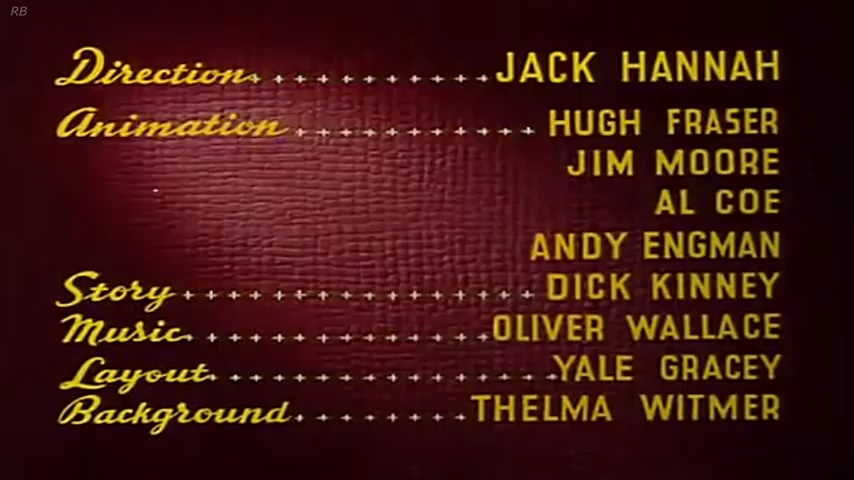 RB
Direction JACK HANNAH
Animation HUGH FRASER
JIM MOORE
AL COE
ANDY ENGMAN
Story DICK KINNEY
Music OLIVER WALLACE
Layout YALE GRACEY
Background THELMA WITMER